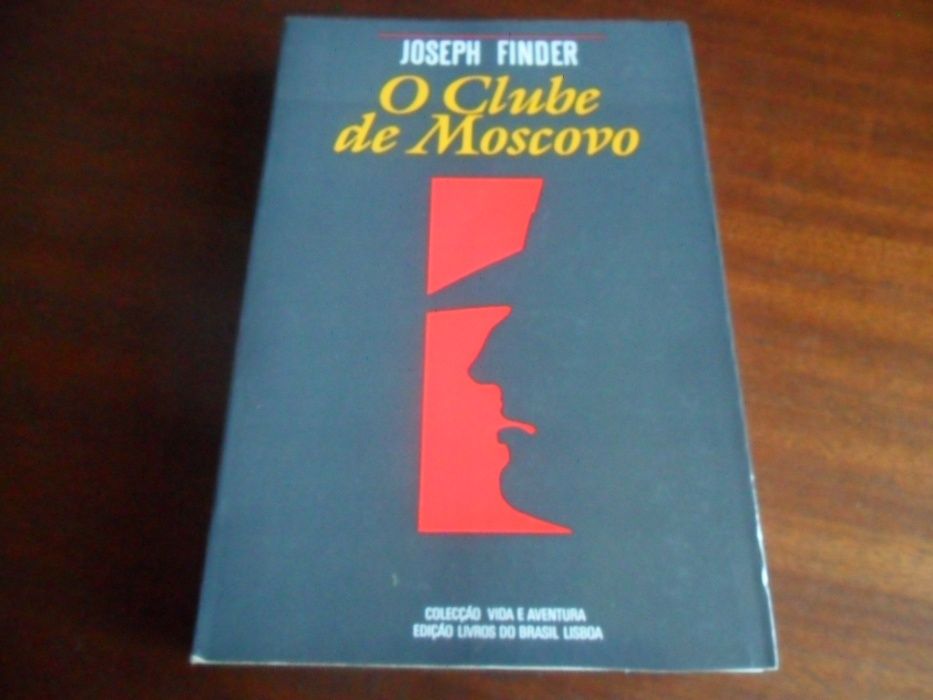 JOSEPH FINDER
O Clube
de Moscovo
COLECÇÃO VIDA E AVENTURA
EDIÇÃO LIVROS DO BRASIL LISBOA